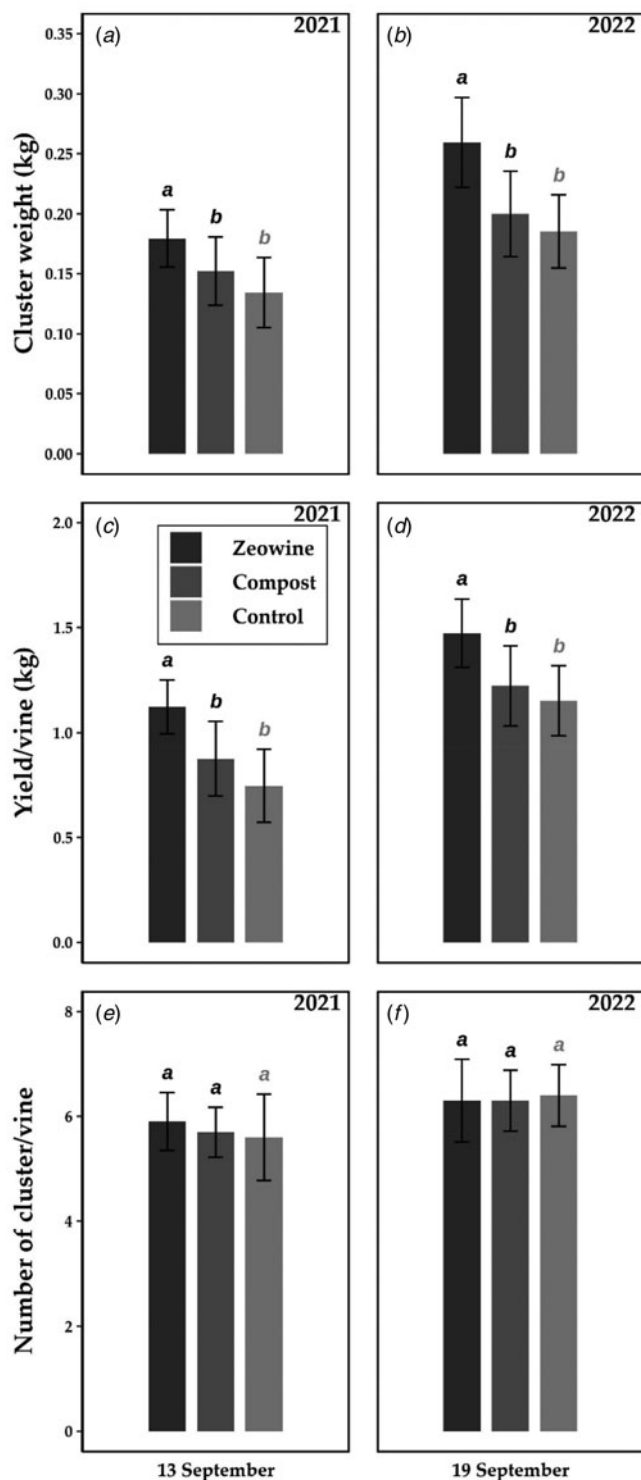 (a) 2021
(b) 2022
Cluster weight (kg)
0.35
0.30
0.25
0.20
0.15
0.10
0.05
0.00
a b b
a b b
(c) 2021
(d) 2022
Yield/vine (kg)
2.0
1.5
1.0
0.5
0.0
Zeowine
Compost
Control
a b b
a b b
(e) 2021
(f) 2022
Number of cluster/vine
8
6
4
2
0
a a a
a a a
13 September
19 September